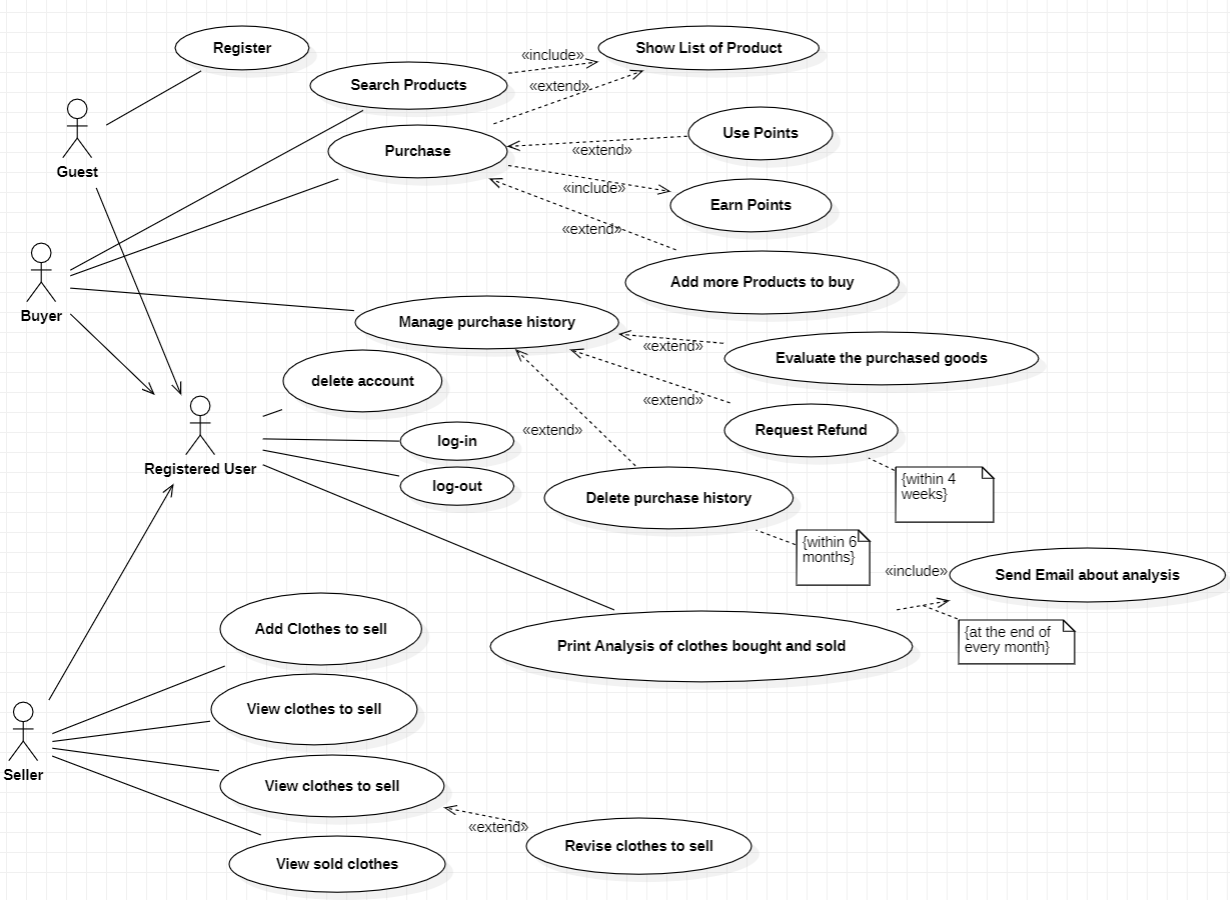 Register
«include»
Show List of Product
Search Products
«extend»
Guest
Purchase
Use Points
«extend»
«include»
Earn Points
«extend»
Buyer
Add more Products to buy
Manage purchase history
«extend»
Evaluate the purchased goods
delete account
«extend»
Request Refund
Registered User
log-in
log-out
«extend»
Delete purchase history
{within 4
weeks}
{within 6
months}
«include»
Send Email about analysis
Add Clothes to sell
Print Analysis of clothes bought and sold
{at the end of
every month}
View clothes to sell
Seller
View clothes to sell
«extend»
Revise clothes to sell
View sold clothes